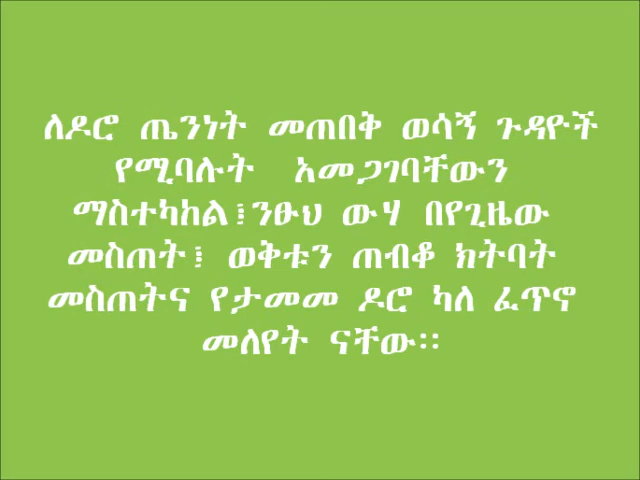 ለዶሮ ጤንነት መጠበቅ ወሳኝ ጉዳዮች
የሚባሉት አመጋገባቸውን
ማስተካከል፤ንፁህ ውሃ በየጊዜው
መስጠት፤ ወቅቱን ጠብቆ ክትባት
መስጠትና የታመመ ዶሮ ካለ ፈጥኖ
መለየት ናቸው።